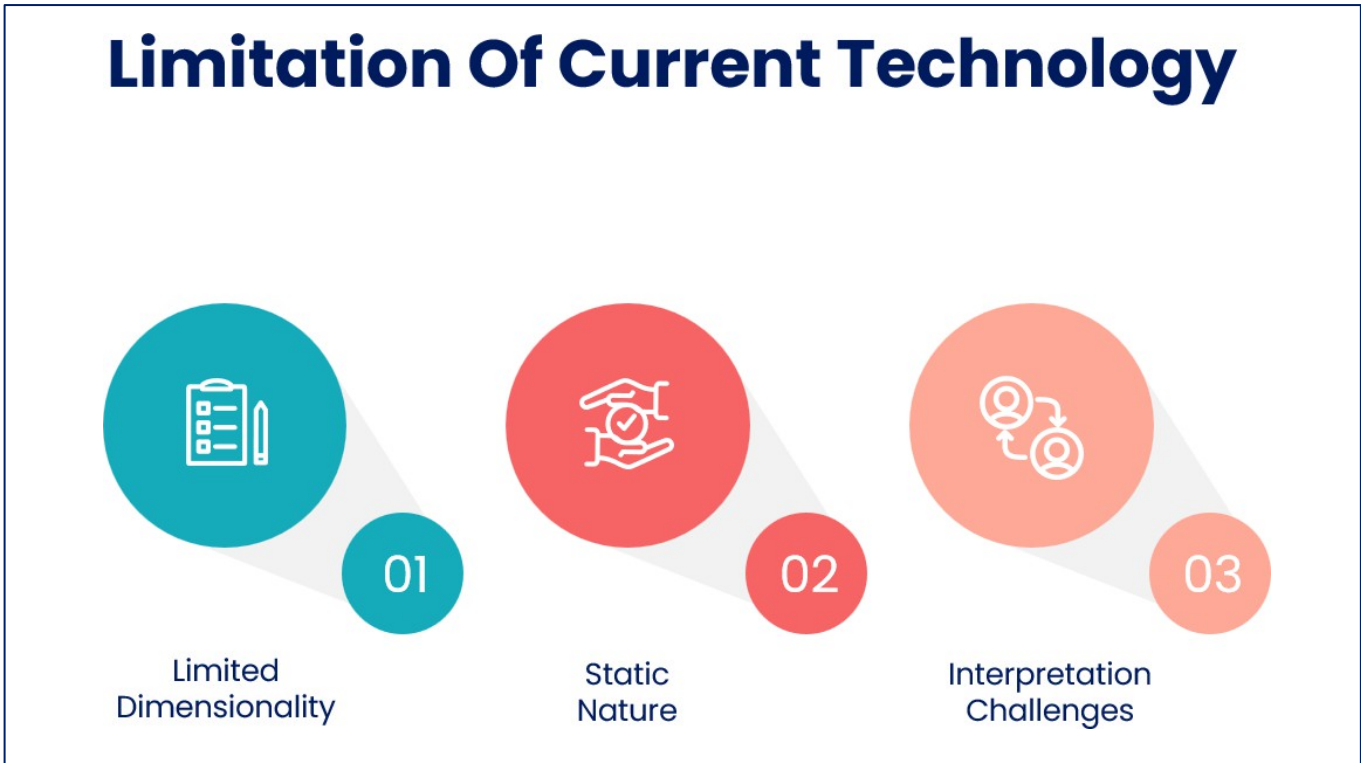 Limitation Of Current Technology
01
02
03
Limited
Dimensionality
Static
Nature
Interpretation
Challenges